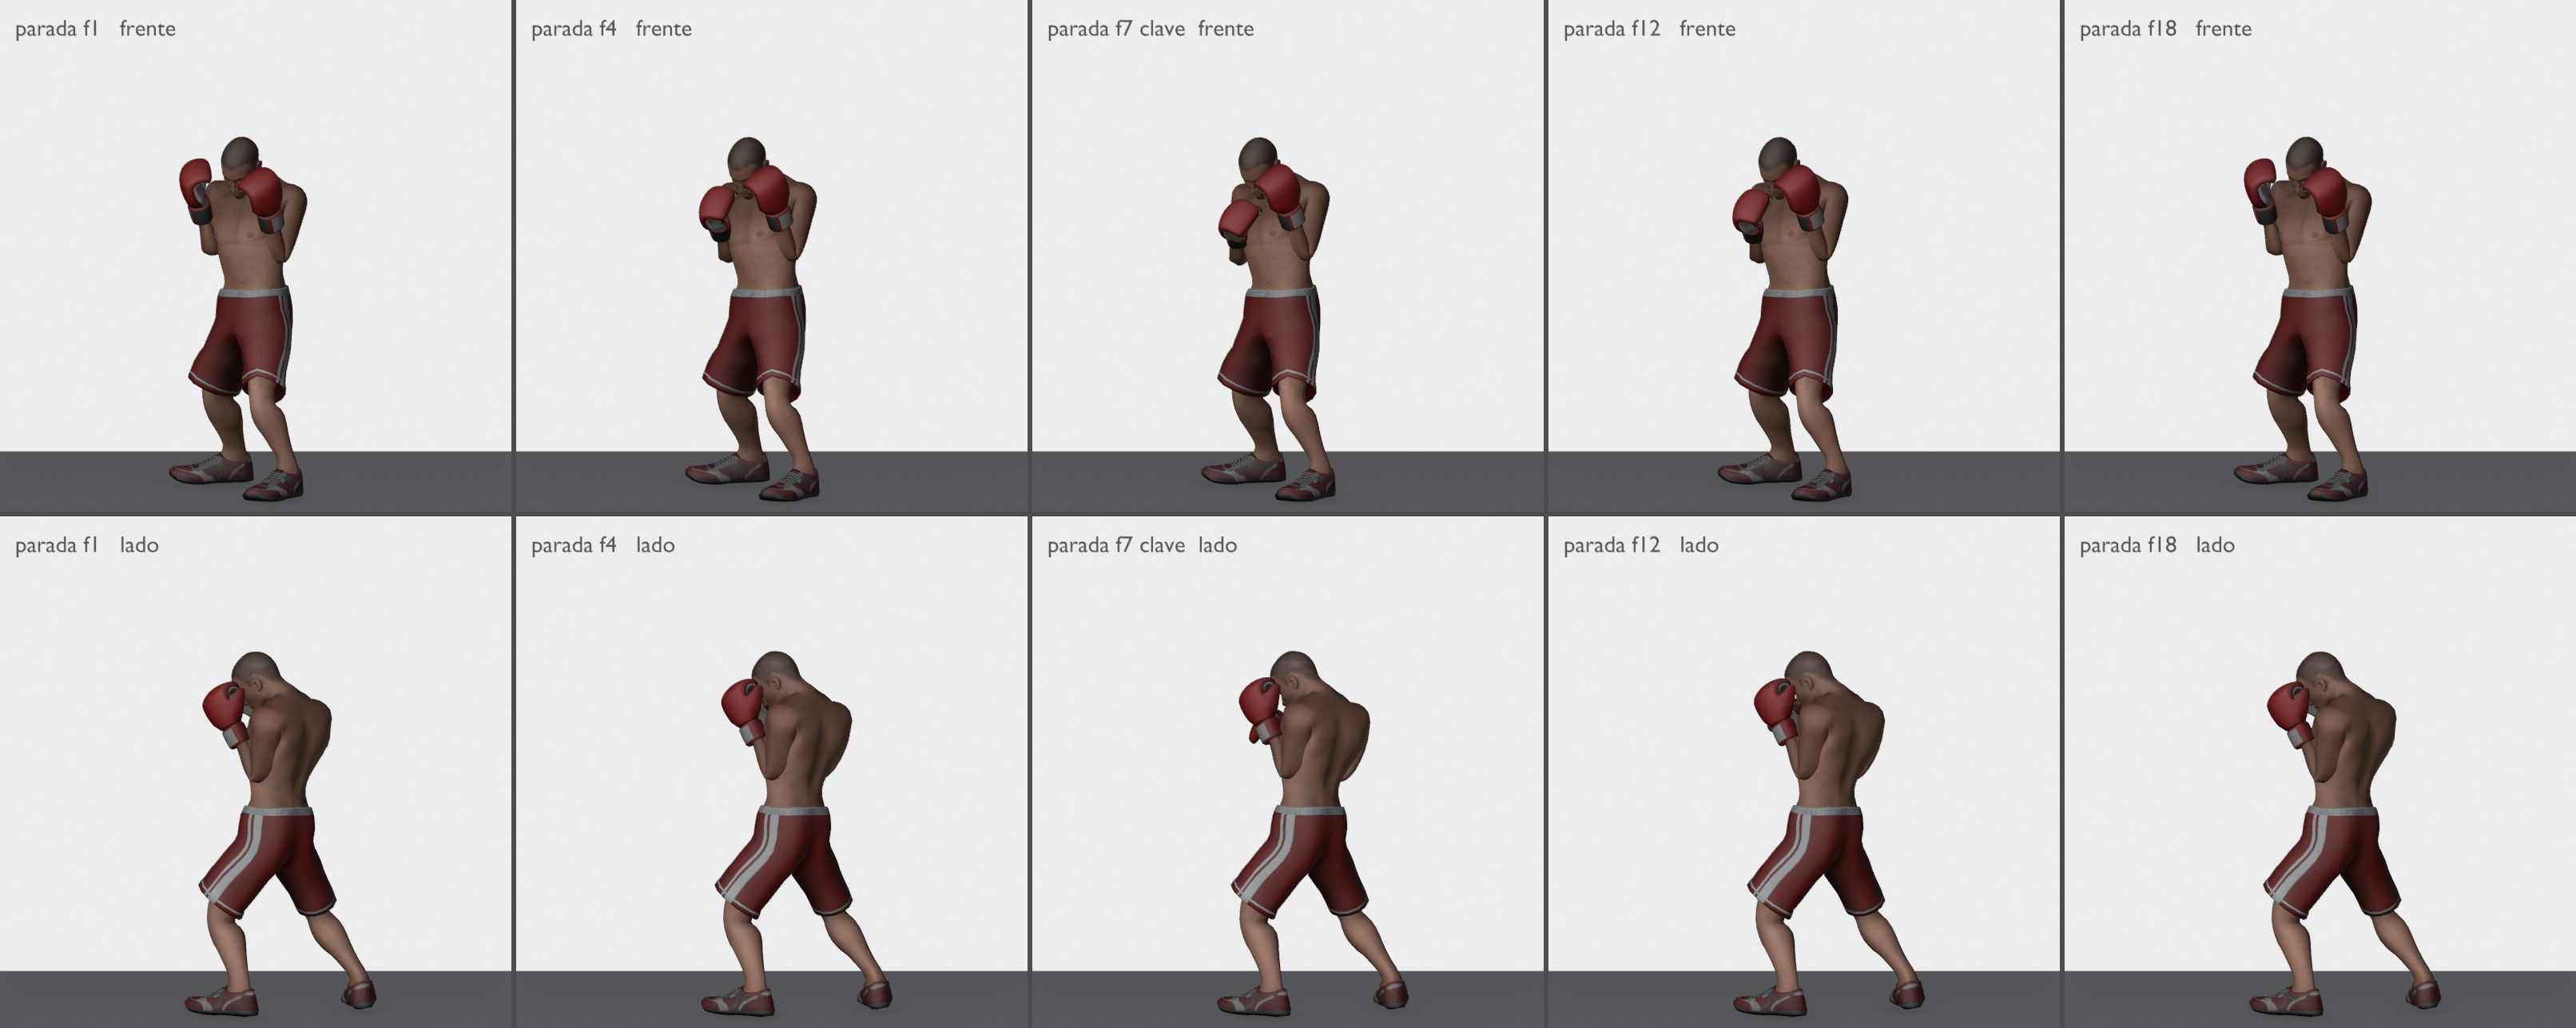 parada f1 frente
parada f4 frente
parada f7 clave frente
parada f12 frente
parada f18 frente
parada f1 lado
parada f4 lado
parada f7 clave lado
parada f12 lado
parada f18 lado